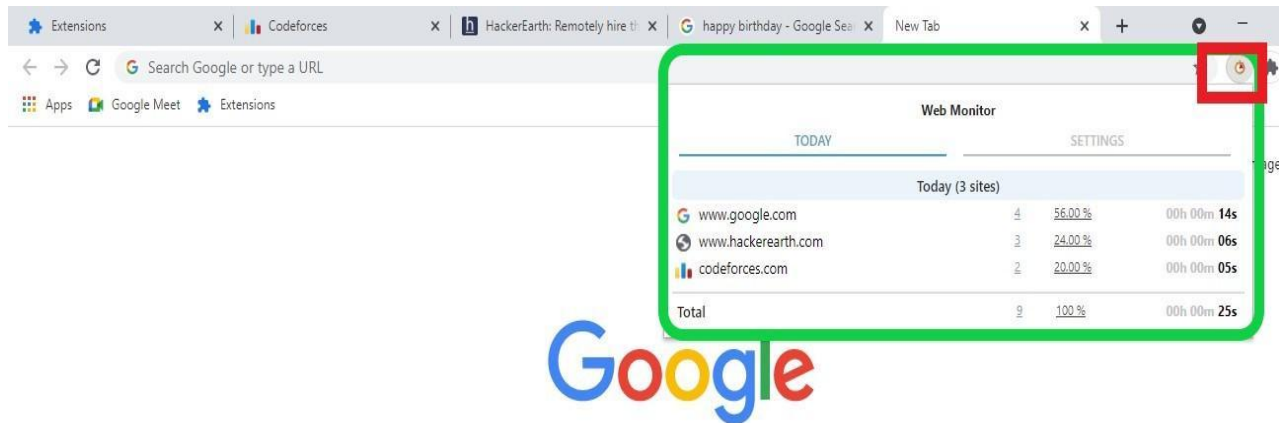 Extensions
Codeforces
HackerEarth: Remotely hire th
happy birthday - Google Sea
New Tab
Search Google or type a URL
Apps Google Meet Extensions
Web Monitor
TODAY SETTINGS
Today (3 sites)
www.google.com 4 56.00 % 00h 00m 14s
www.hackerearth.com 3 24.00 % 00h 00m 06s
codeforces.com 2 20.00 % 00h 00m 05s
Total 9 100 % 00h 00m 25s
Google